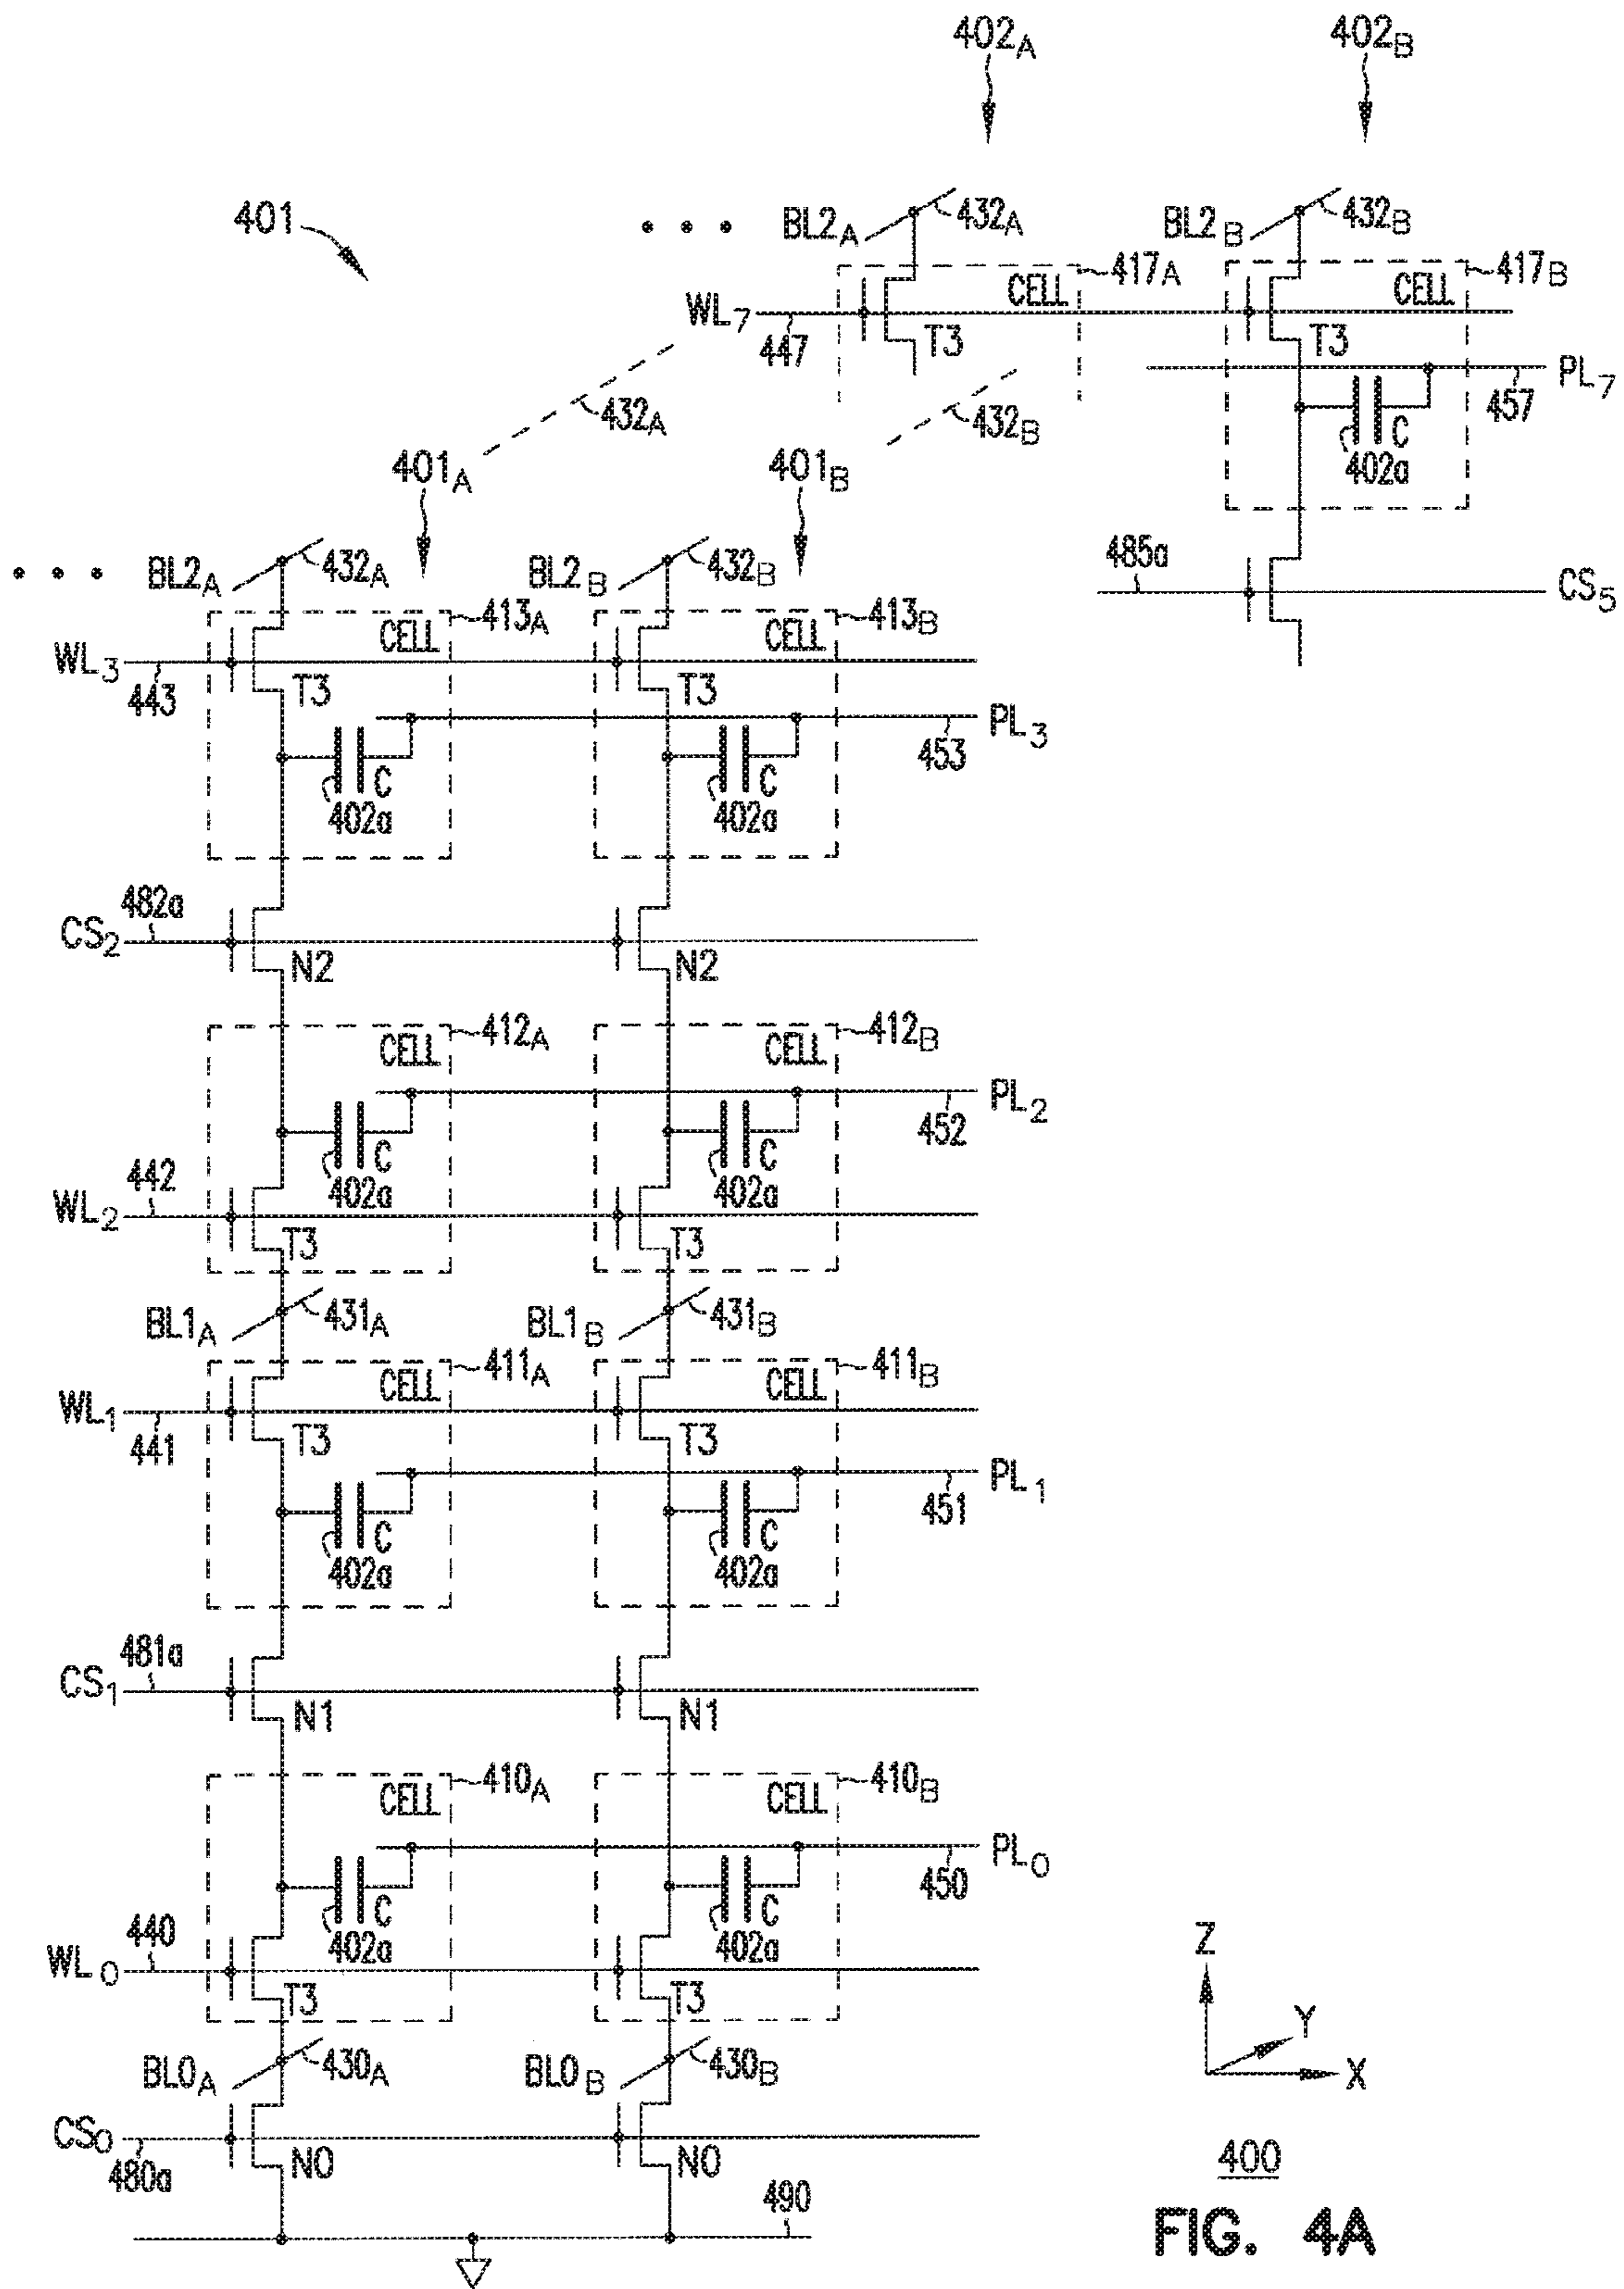 402A 402B
401 • • • BL2A 432A BL2B 432B
417A 417B
WL7 CELL CELL
447 T3 T3
PL7
457
432A 432B C
402a
401A 401B
• • • BL2A 432A BL2B 432B 485a CS5
413A 413B
WL3 CELL CELL
443 T3 T3
PL3
453
C C
402a 402a
482a
CS2
N2 N2
412A 412B
CELL CELL
PL2
452
C C
442 402a 402a
WL2
T3 T3
BL1A 431A BL1B 431B
411A 411B
WL1 CELL CELL
441 T3 T3
PL1
451
C C
402a 402a
481a
CS1
N1 N1
410A 410B
CELL CELL
PL0
450
C C
440 402a 402a
WL0
T3 T3
Z
Y
X
BL0A 430A BL0B 430B
CS0
480a N0 N0
490
400
FIG. 4A